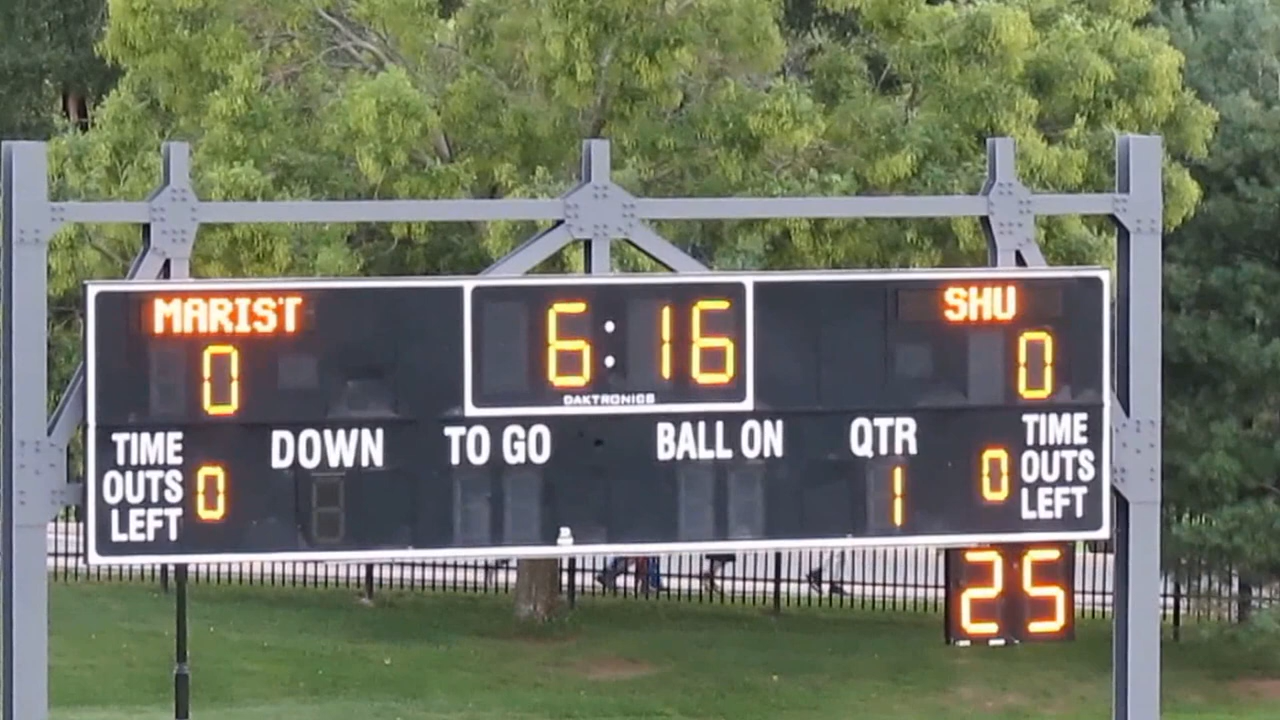 MARIST 6:16 SHU
0 0
DAKTRONICS
TIME OUTS LEFT 0 DOWN TO GO BALL ON QTR 1 0 TIME OUTS LEFT
25